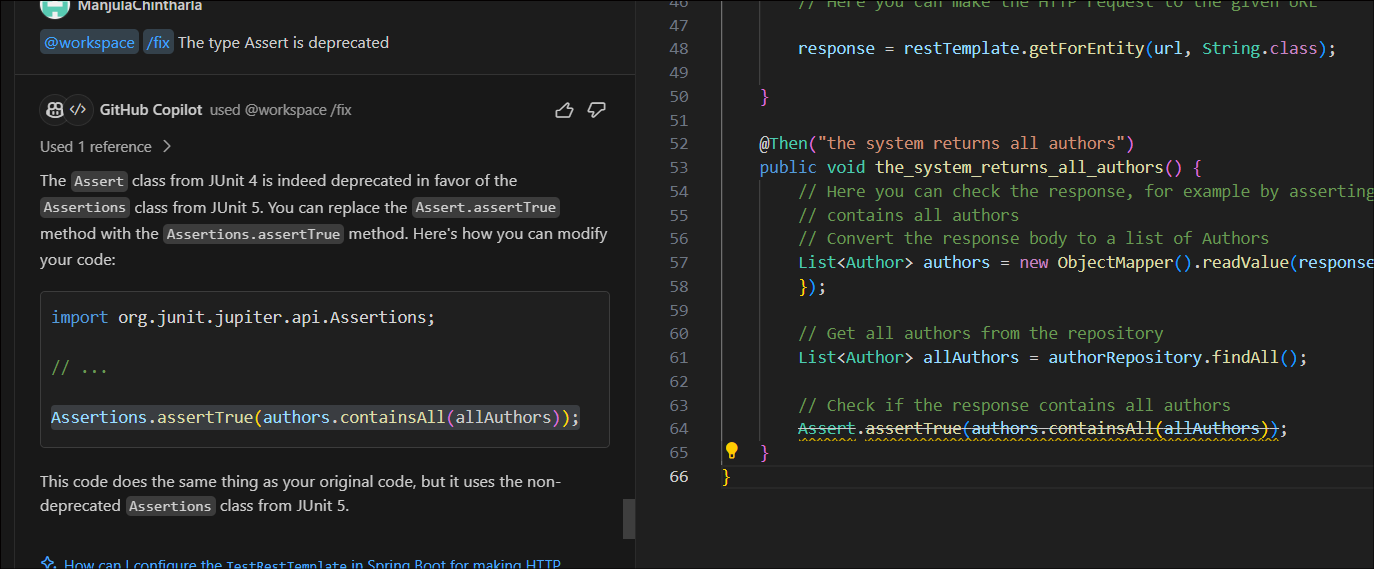 ManjulaChintharla
@workspace /fix The type Assert is deprecated
GitHub Copilot used @workspace /fix
Used 1 reference
The Assert class from JUnit 4 is indeed deprecated in favor of the
Assertions class from JUnit 5. You can replace the Assert.assertTrue
method with the Assertions.assertTrue method. Here's how you can modify
your code:
import org.junit.jupiter.api.Assertions;
// ...
Assertions.assertTrue(authors.containsAll(allAuthors));
This code does the same thing as your original code, but it uses the non-
deprecated Assertions class from JUnit 5.
How can I configure the TestRestTemplate in Spring Boot for making HTTP
46 // Here you can make the HTTP request to the given URL
47
48 response = restTemplate.getForEntity(url, String.class);
49
50 }
51
52 @Then("the system returns all authors")
53 public void the_system_returns_all_authors() {
54 // Here you can check the response, for example by asserting
55 // contains all authors
56 // Convert the response body to a list of Authors
57 List<Author> authors = new ObjectMapper().readValue(response
58 });
59
60 // Get all authors from the repository
61 List<Author> allAuthors = authorRepository.findAll();
62
63 // Check if the response contains all authors
64 Assert.assertTrue(authors.containsAll(allAuthors));
65 }
66 }